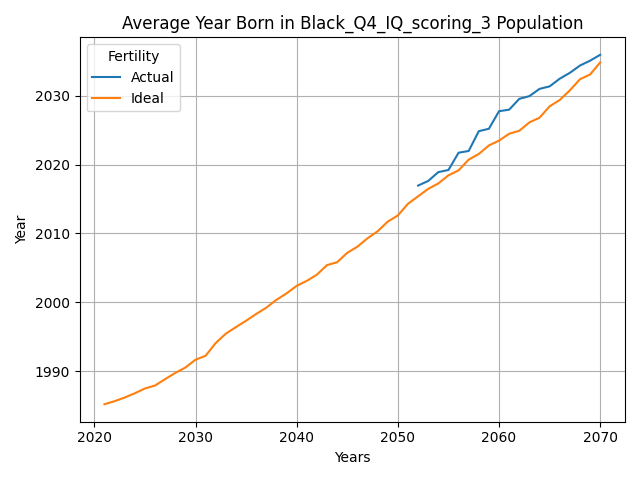 Average Year Born in Black_Q4_IQ_scoring_3 Population
Fertility
Actual
Ideal
Year
2030
2020
2010
2000
1990
2020 2030 2040 2050 2060 2070
Years